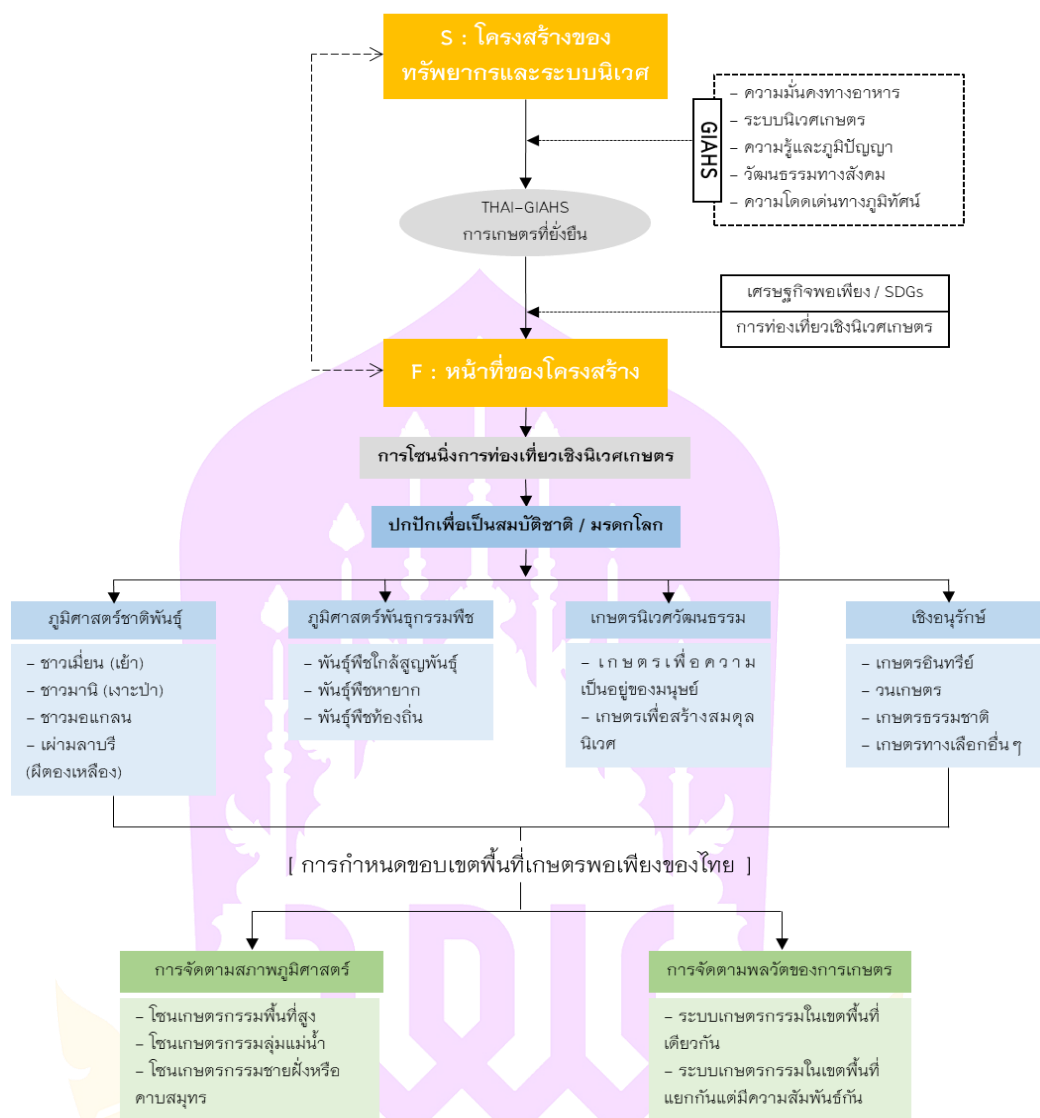 S : โครงสร้างของ
ทรัพยากรและระบบนิเวศ
GIAHS
– ความมั่นคงทางอาหาร
– ระบบนิเวศเกษตร
– ความรู้และภูมิปัญญา
– วัฒนธรรมทางสังคม
– ความโดดเด่นทางภูมิทัศน์
THAI–GIAHS
การเกษตรที่ยั่งยืน
เศรษฐกิจพอเพียง / SDGs
การท่องเที่ยวเชิงนิเวศเกษตร
F : หน้าที่ของโครงสร้าง
การโซนนิ่งการท่องเที่ยวเชิงนิเวศเกษตร
ปกปักเพื่อเป็นสมบัติชาติ / มรดกโลก
ภูมิศาสตร์ชาติพันธุ์
– ชาวเมี่ยน (เย้า)
– ชาวมานิ (เงาะป่า)
– ชาวมอแกลน
– เผ่ามลาบรี
(ผีตองเหลือง)
ภูมิศาสตร์พันธุกรรมพืช
– พันธุ์พืชใกล้สูญพันธุ์
– พันธุ์พืชหายาก
– พันธุ์พืชท้องถิ่น
เกษตรนิเวศวัฒนธรรม
– เกษตรเพื่อความ
เป็นอยู่ของมนุษย์
– เกษตรเพื่อสร้างสมดุล
นิเวศ
เชิงอนุรักษ์
– เกษตรอินทรีย์
– วนเกษตร
– เกษตรธรรมชาติ
– เกษตรทางเลือกอื่น ๆ
[ การกำหนดขอบเขตพื้นที่เกษตรพอเพียงของไทย ]
การจัดตามสภาพภูมิศาสตร์
– โซนเกษตรกรรมพื้นที่สูง
– โซนเกษตรกรรมลุ่มแม่น้ำ
– โซนเกษตรกรรมชายฝั่งหรือ
คาบสมุทร
การจัดตามพลวัตของการเกษตร
– ระบบเกษตรกรรมในเขตพื้นที่
เดียวกัน
– ระบบเกษตรกรรมในเขตพื้นที่
แยกกันแต่มีความสัมพันธ์กัน